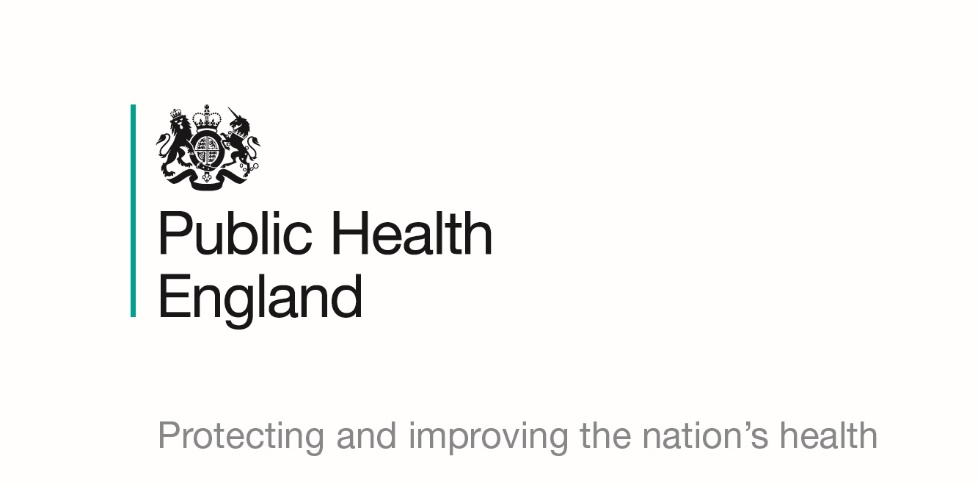 Public Health
England
Protecting and improving the nation’s health